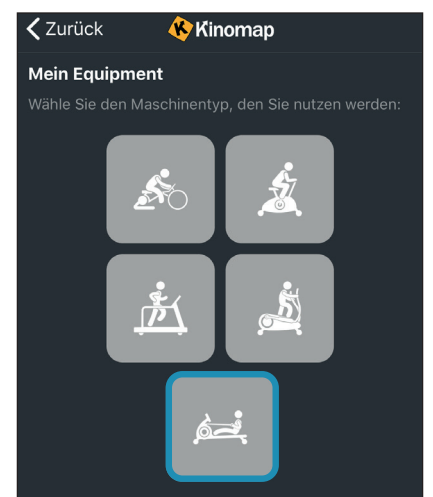 Zurück
Kinomap
Mein Equipment
Wähle Sie den Maschinentyp, den Sie nutzen werden: